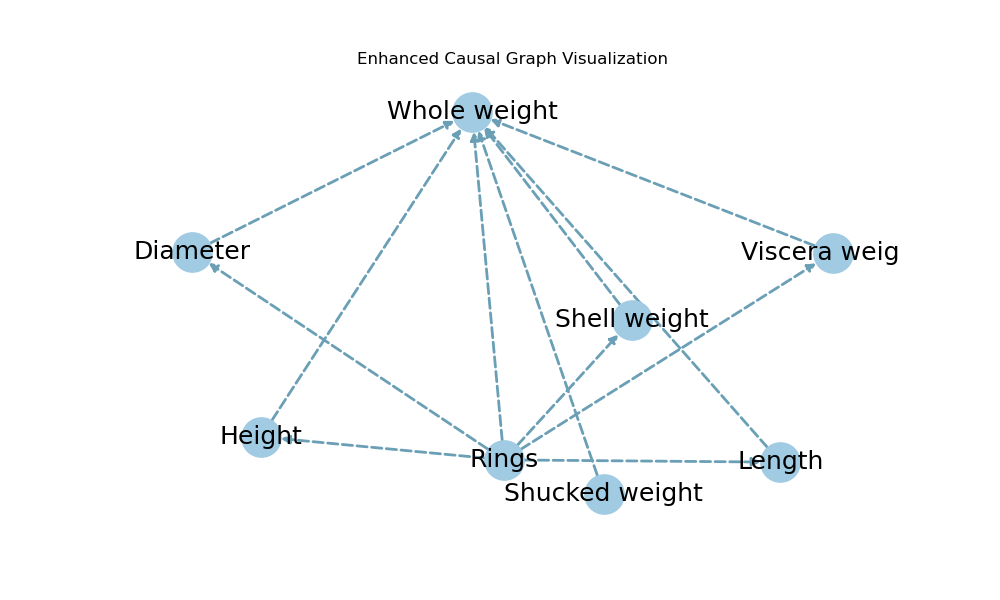 Enhanced Causal Graph Visualization
Whole weight
Diameter
Viscera weig
Shell weight
Height
Rings
Length
Shucked weight